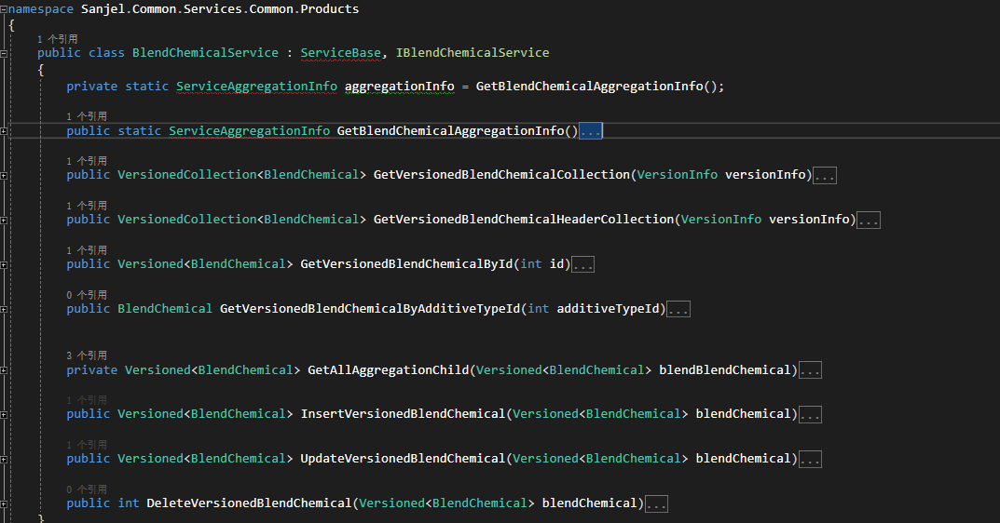 namespace Sanjel.Common.Services.Common.Products
{
1 个引用
public class BlendChemicalService : ServiceBase, IBlendChemicalService
{
private static ServiceAggregationInfo aggregationInfo = GetBlendChemicalAggregationInfo();
1 个引用
public static ServiceAggregationInfo GetBlendChemicalAggregationInfo()...
1 个引用
public VersionedCollection<BlendChemical> GetVersionedBlendChemicalCollection(VersionInfo versionInfo)...
1 个引用
public VersionedCollection<BlendChemical> GetVersionedBlendChemicalHeaderCollection(VersionInfo versionInfo)...
1 个引用
public Versioned<BlendChemical> GetVersionedBlendChemicalById(int id)...
0 个引用
public BlendChemical GetVersionedBlendChemicalByAdditiveTypeId(int additiveTypeId)...
3 个引用
private Versioned<BlendChemical> GetAllAggregationChild(Versioned<BlendChemical> blendBlendChemical)...
1 个引用
public Versioned<BlendChemical> InsertVersionedBlendChemical(Versioned<BlendChemical> blendChemical)...
1 个引用
public Versioned<BlendChemical> UpdateVersionedBlendChemical(Versioned<BlendChemical> blendChemical)...
0 个引用
public int DeleteVersionedBlendChemical(Versioned<BlendChemical> blendChemical)...
}